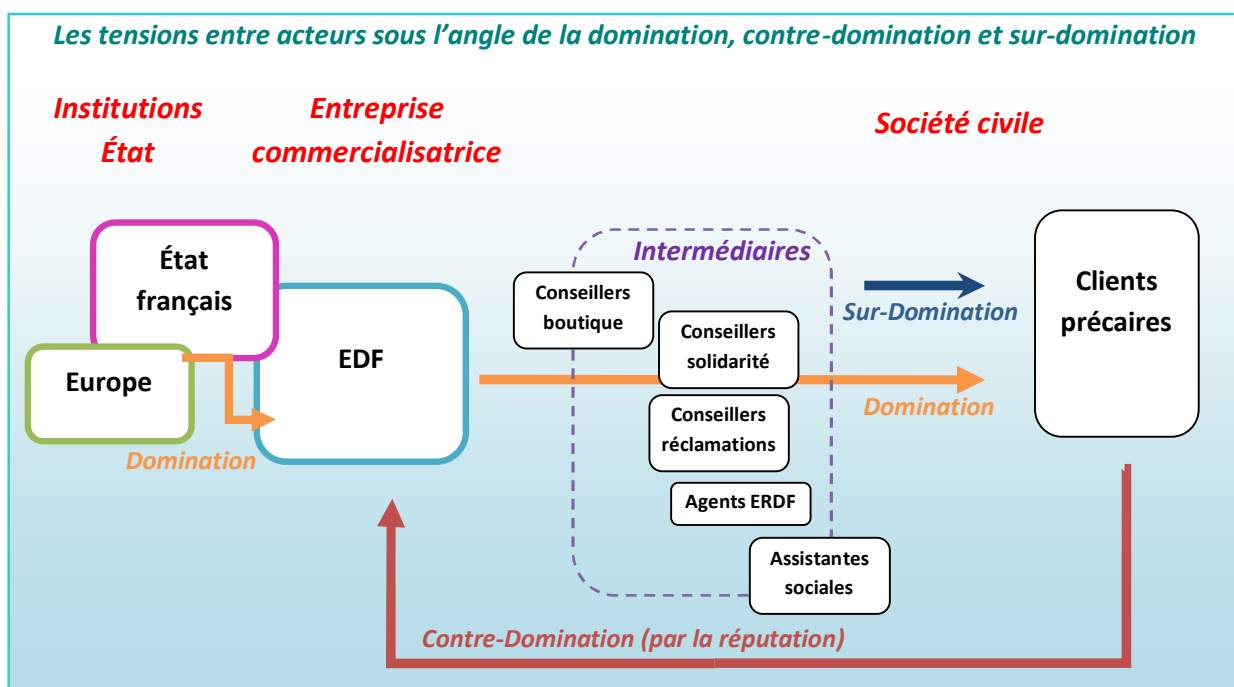 Les tensions entre acteurs sous l'angle de la domination, contre-domination et sur-domination
Institutions
État
Entreprise
commercialisatrice
Société civile
État
français
Europe
Domination
EDF
Intermédiaires
Conseillers
boutique
Conseillers
solidarité
Conseillers
réclamations
Agents ERDF
Assistantes
sociales
Sur-Domination
Domination
Clients
précaires
Contre-Domination (par la réputation)